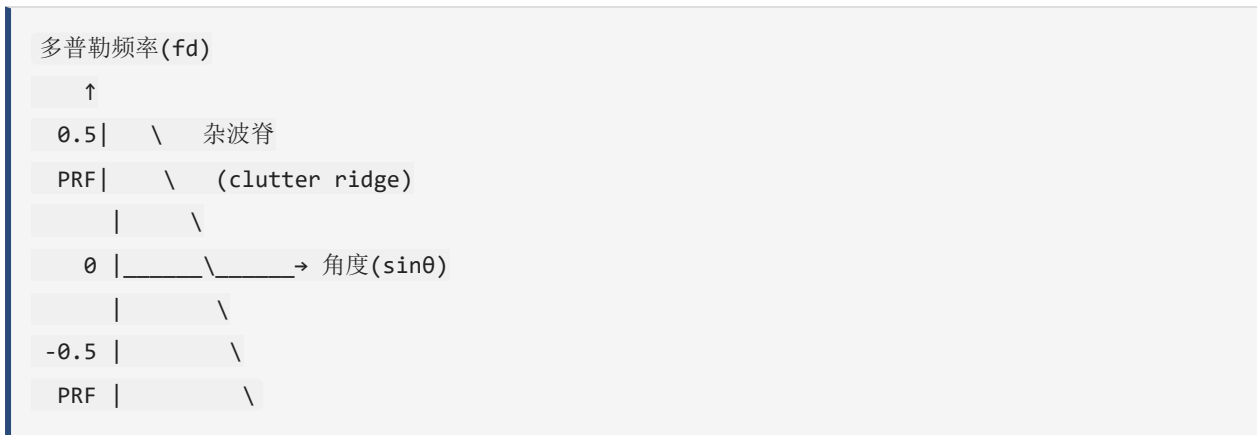 多普勒频率(fd)
    ↑
 0.5|   \   杂波脊
 PRF|    \   (clutter ridge)
    |     \
   0 |______\______→ 角度(sinθ)
    |       \
-0.5 |        \
 PRF |         \